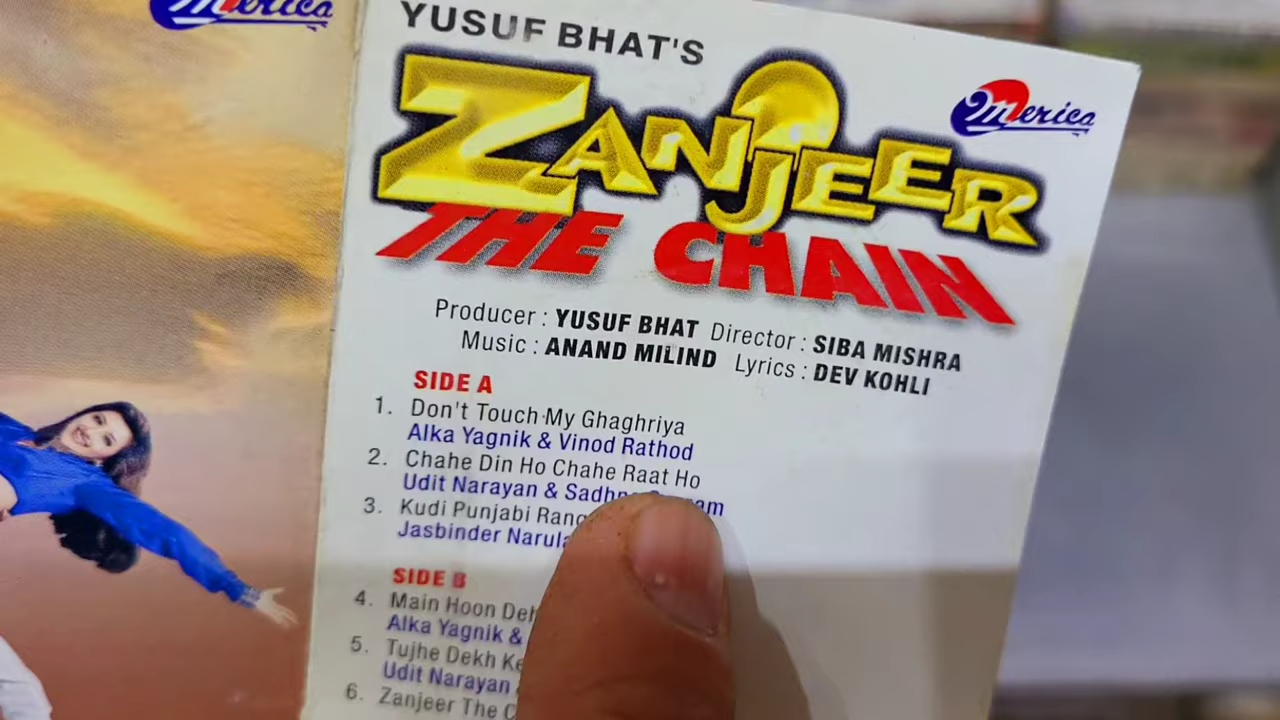 merica
YUSUF BHAT'S
ZANJEER
THE CHAIN
merica
Producer : YUSUF BHAT Director : SIBA MISHRA
Music : ANAND MILIND Lyrics : DEV KOHLI
SIDE A
1. Don't Touch My Ghaghriya
Alka Yagnik & Vinod Rathod
2. Chahe Din Ho Chahe Raat Ho
Udit Narayan &
3. Kudi Punjabi
Jasbinder Narula
SIDE B
4. Main Hoon
Alka Yagnik &
5. Tujhe Dekh
Udit Narayan
6. Zanjeer The